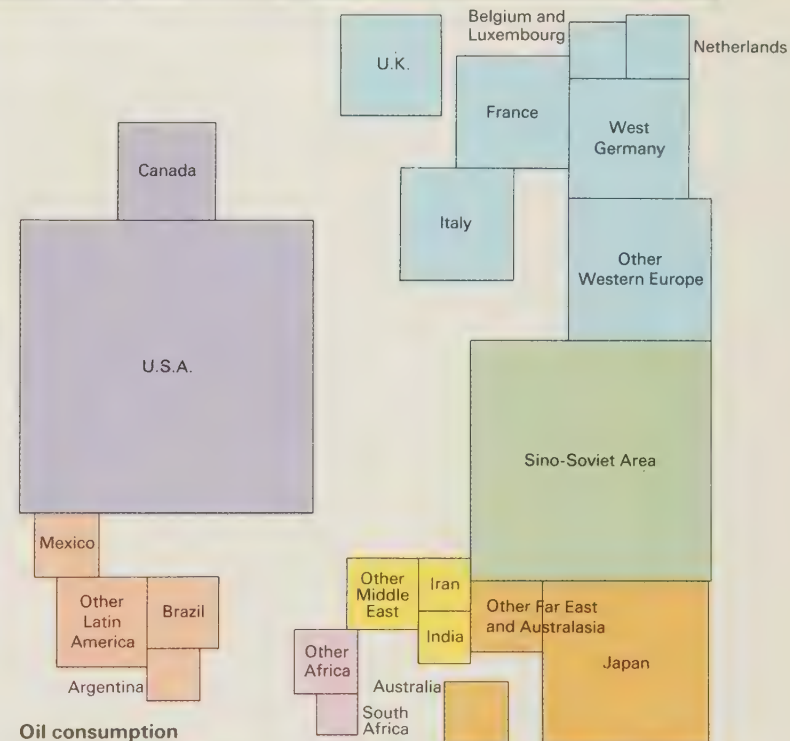 Belgium and
Luxembourg
Netherlands
U.K.
France
West
Germany
Canada
Italy
Other
Western Europe
U.S.A.
Sino-Soviet Area
Mexico
Other
Latin
America
Brazil
Argentina
Other
Middle
East
Iran
India
Other Far East
and Australasia
Japan
Other
Africa
South
Africa
Australia
Oil consumption